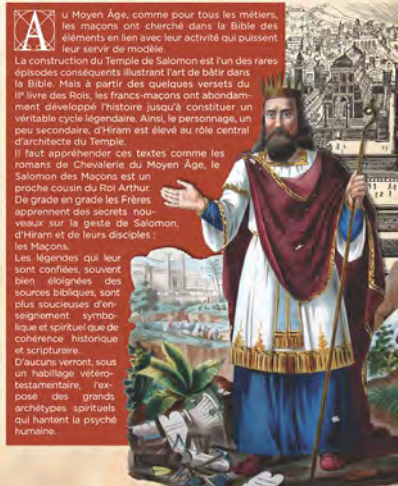 Au Moyen Âge, comme pour tous les métiers,
les maçons ont cherché dans la Bible des
éléments en lien avec leur activité qui puissent
leur servir de modèle.
La construction du Temple de Salomon est l'un des rares
épisodes conséquents illustrant l'art de bâtir dans
la Bible. Mais à partir des quelques versets du
IIe livre des Rois, les francs-maçons ont abondam-
ment développé l'histoire jusqu'à constituer un
véritable cycle légendaire. Ainsi, le personnage, un
peu secondaire, d'Hiram est élevé au rôle central
d'architecte du Temple.
Il faut appréhender ces textes comme les
romans de Chevalerie du Moyen Âge, le
Salomon des Maçons est un
proche cousin du Roi Arthur.
De grade en grade les Frères
apprennent des secrets nou-
veaux sur la geste de Salomon,
d'Hiram et de leurs disciples :
les Maçons.
Les légendes qui leur
sont confiées, souvent
bien éloignées des
sources bibliques, sont
plus soucieuses d'en-
seignement symbo-
lique et spirituel que de
cohérence historique
et scripturaire.
D'aucuns verront, sous
un habillage vétéro-
testamentaire, l'ex-
posé des grands
archétypes spirituels
qui hantent la psyché
humaine.